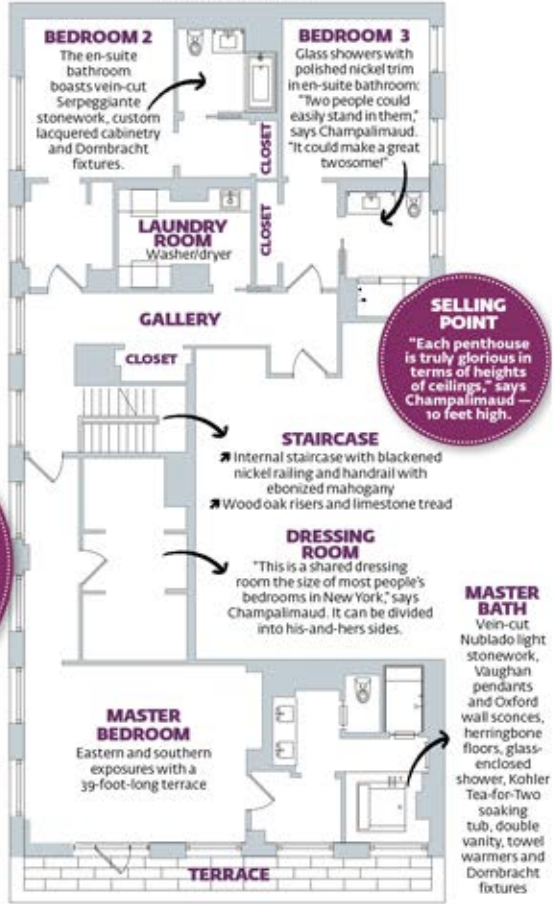 BEDROOM 2
The en-suite
bathroom
boasts vein-cut
Serpeggiante
stonework, custom
lacquered cabinetry
and Dornbracht
fixtures.
BEDROOM 3
Glass showers with
polished nickel trim
in en-suite bathroom:
"Two people could
easily stand in them,"
says Champalimaud.
"It could make a great
twosome!"
CLOSET
CLOSET
LAUNDRY
ROOM
Washer/dryer
GALLERY
CLOSET
SELLING
POINT
"Each penthouse
is truly glorious in
terms of heights
of ceilings," says
Champalimaud —
10 feet high.
STAIRCASE
Internal staircase with blackened
nickel railing and handrail with
ebonized mahogany
Wood oak risers and limestone tread
DRESSING
ROOM
"This is a shared dressing
room the size of most people's
bedrooms in New York," says
Champalimaud. It can be divided
into his-and-hers sides.
MASTER
BATH
Vein-cut
Nublado light
stonework,
Vaughan
pendants
and Oxford
wall sconces,
herringbone
floors, glass-
enclosed
shower, Kohler
Tea-for-Two
soaking
tub, double
vanity, towel
warmers and
Dornbracht
fixtures
MASTER
BEDROOM
Eastern and southern
exposures with a
39-foot-long terrace
TERRACE